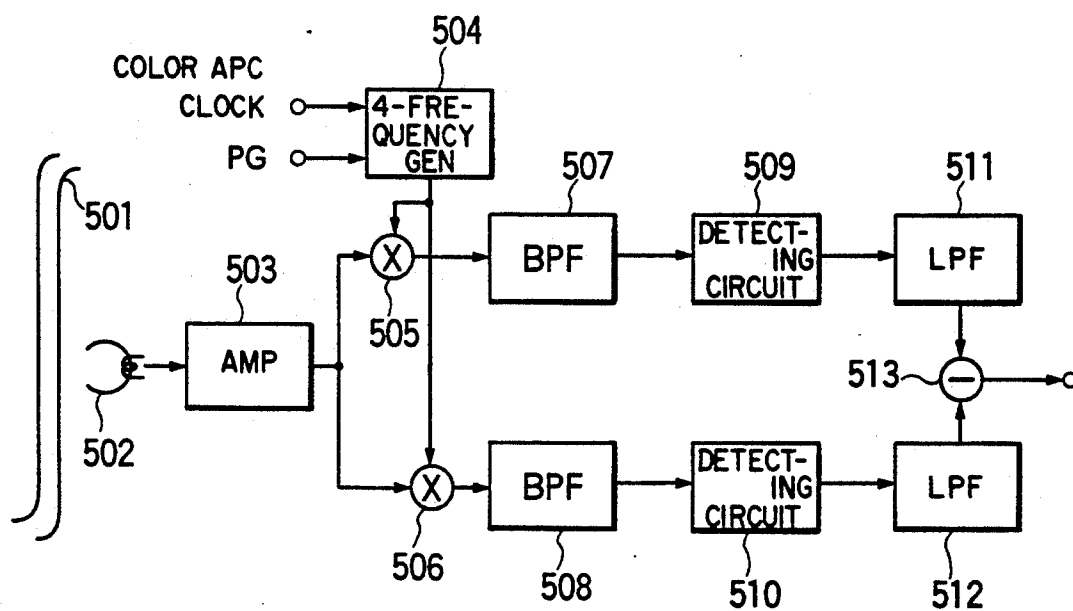 504
COLOR APC
CLOCK
PG
4-FRE-
QUENCY
GEN
501
507
509
511
503
BPF
DETECT-
ING
CIRCUIT
LPF
X
505
AMP
513
−
502
X
506
BPF
508
DETECT-
ING
CIRCUIT
510
LPF
512